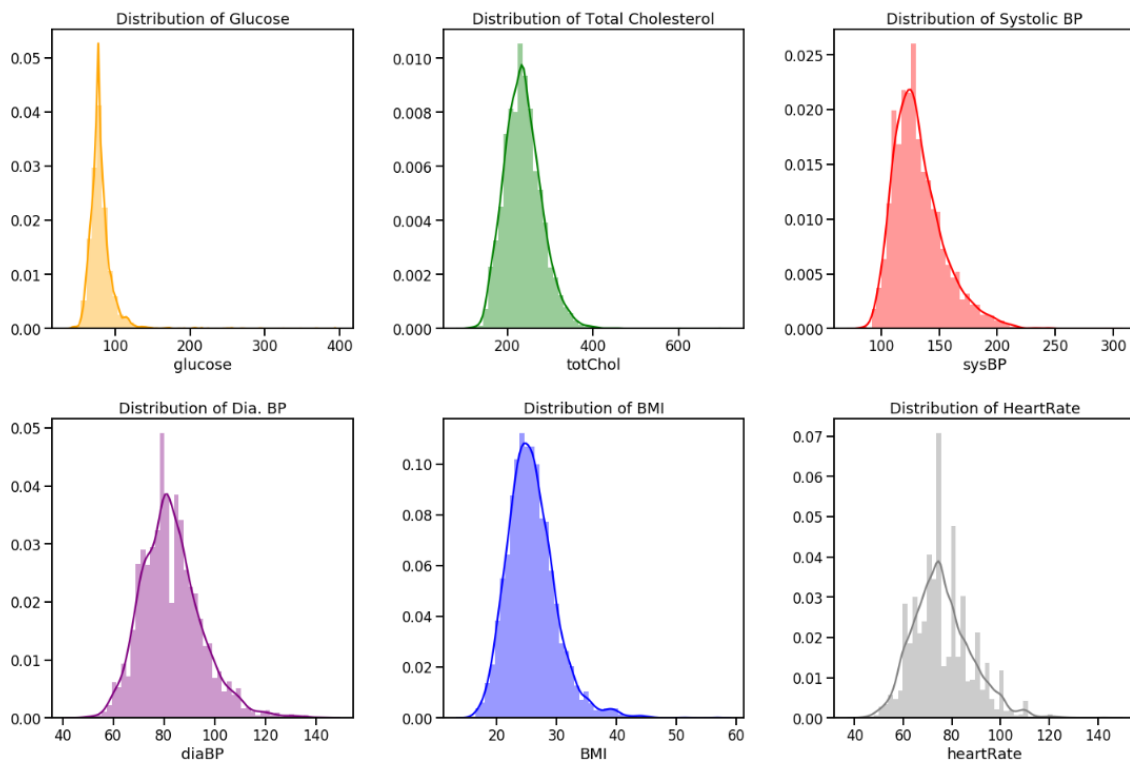 Distribution of Glucose
0.05
0.04
0.03
0.02
0.01
0.00
100 200 300 400
glucose
Distribution of Total Cholesterol
0.010
0.008
0.006
0.004
0.002
0.000
200 400 600
totChol
Distribution of Systolic BP
0.025
0.020
0.015
0.010
0.005
0.000
100 150 200 250 300
sysBP
Distribution of Dia. BP
0.05
0.04
0.03
0.02
0.01
0.00
40 60 80 100 120 140
diaBP
Distribution of BMI
0.10
0.08
0.06
0.04
0.02
0.00
20 30 40 50 60
BMI
Distribution of HeartRate
0.07
0.06
0.05
0.04
0.03
0.02
0.01
0.00
40 60 80 100 120 140
heartRate